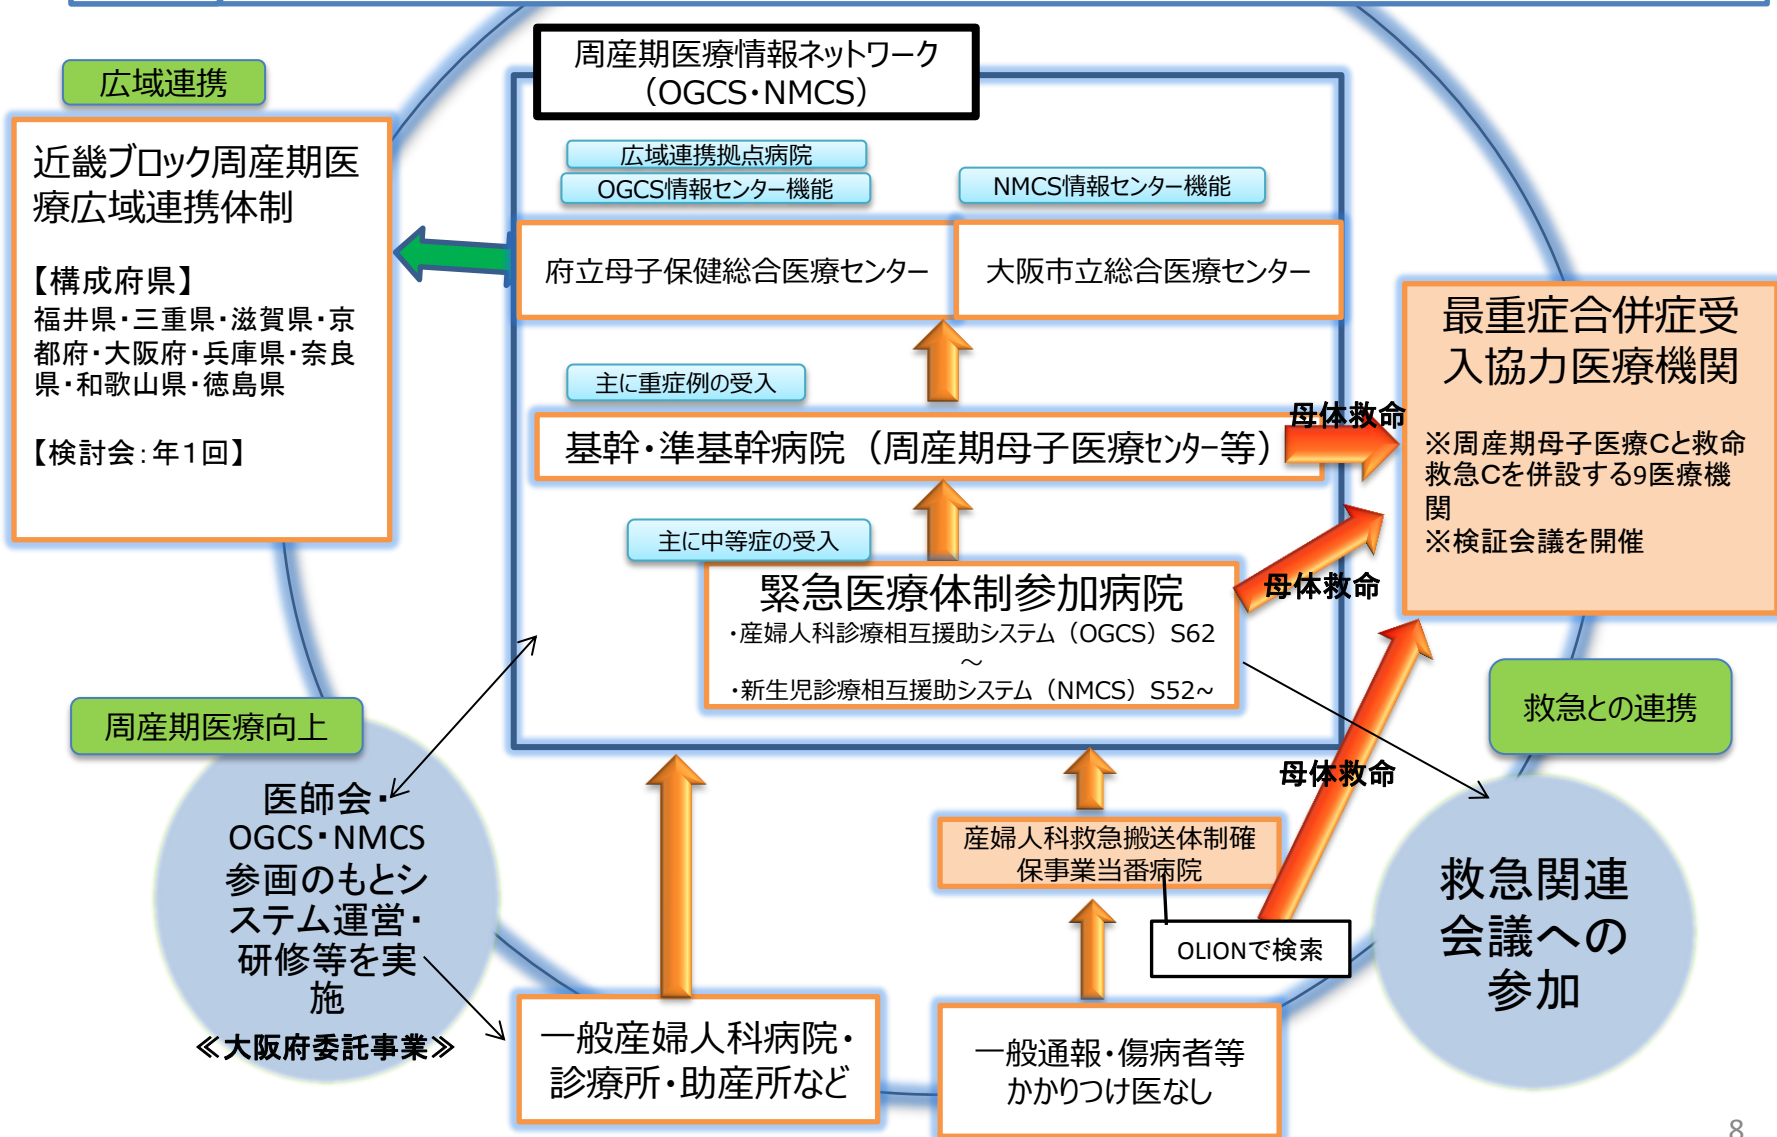 周産期医療情報ネットワーク
（OGCS・NMCS）
広域連携
近畿ブロック周産期医
療広域連携体制
【構成府県】
福井県・三重県・滋賀県・京
都府・大阪府・兵庫県・奈良
県・和歌山県・徳島県
【検討会：年1回】
広域連携拠点病院
OGCS情報センター機能
NMCS情報センター機能
府立母子保健総合医療センター
大阪市立総合医療センター
主に重症例の受入
基幹・準基幹病院（周産期母子医療センター等）
母体救命
主に中等症の受入
緊急医療体制参加病院
・産婦人科診療相互援助システム（OGCS）S62
～
・新生児診療相互援助システム（NMCS）S52~
母体救命
最重症合併症受
入協力医療機関
※周産期母子医療Cと救命
救急Cを併設する9医療機
関
※検証会議を開催
救急との連携
母体救命
周産期医療向上
医師会・
OGCS・NMCS
参画のもとシ
ステム運営・
研修等を実
施
≪大阪府委託事業≫
産婦人科救急搬送体制確
保事業当番病院
OLIONで検索
救急関連
会議への
参加
一般産婦人科病院・
診療所・助産所など
一般通報・傷病者等
かかりつけ医なし
8